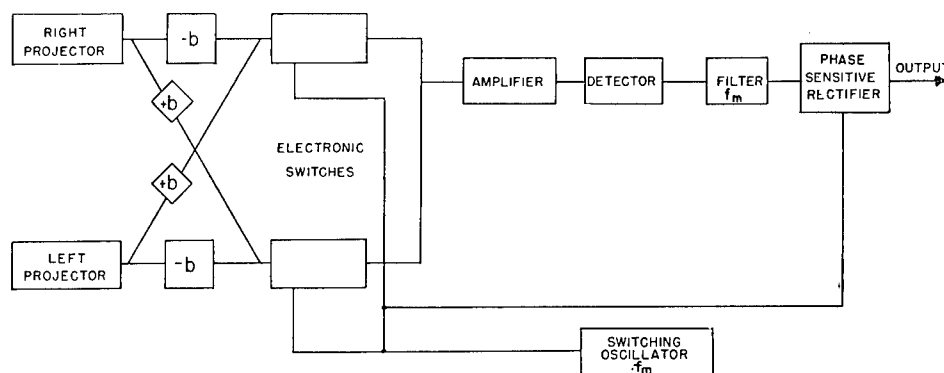 RIGHT
PROJECTOR
-b
+b
+b
LEFT
PROJECTOR
-b
ELECTRONIC
SWITCHES
AMPLIFIER
DETECTOR
FILTER
fm
PHASE
SENSITIVE
RECTIFIER
OUTPUT
SWITCHING
OSCILLATOR
.fm